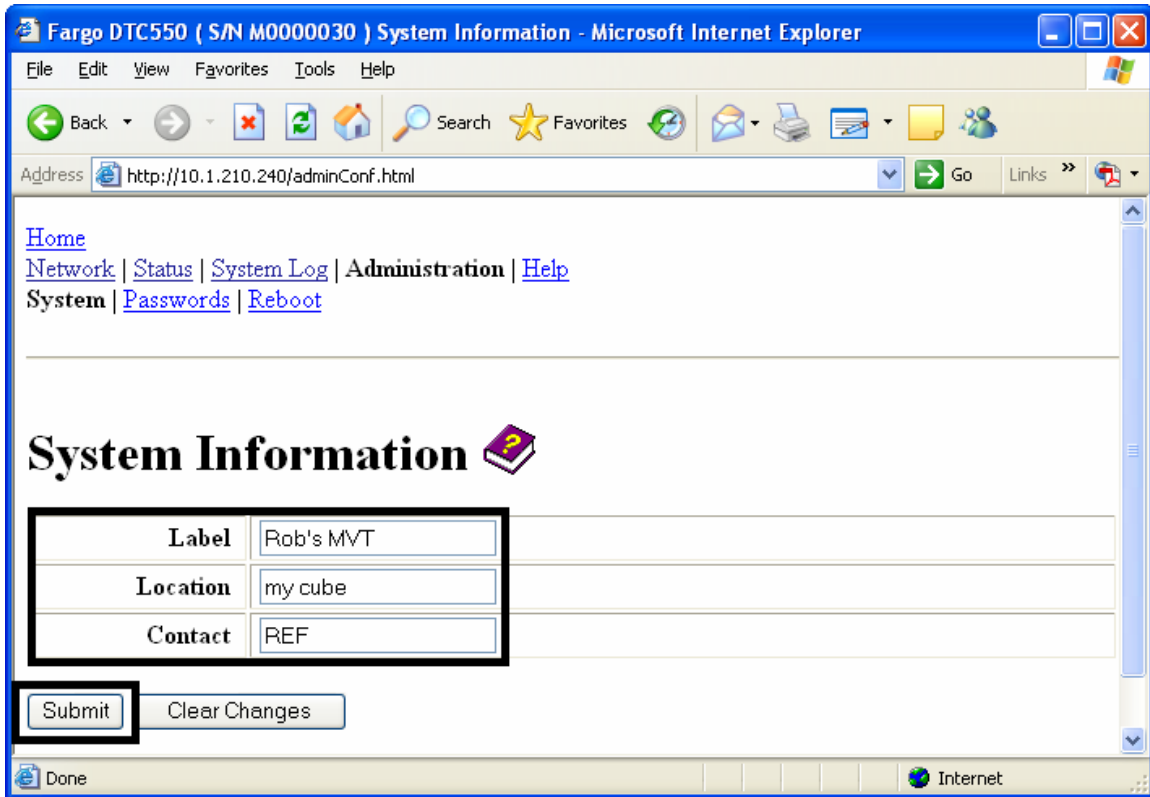 Fargo DTC550 ( S/N M0000030 ) System Information - Microsoft Internet Explorer
File Edit View Favorites Tools Help
Back Search Favorites
Address http://10.1.210.240/adminConf.html Go Links »
Home
Network | Status | System Log | Administration | Help
System | Passwords | Reboot
System Information ?
Label Rob's MVT
Location my cube
Contact REF
Submit Clear Changes
Done Internet